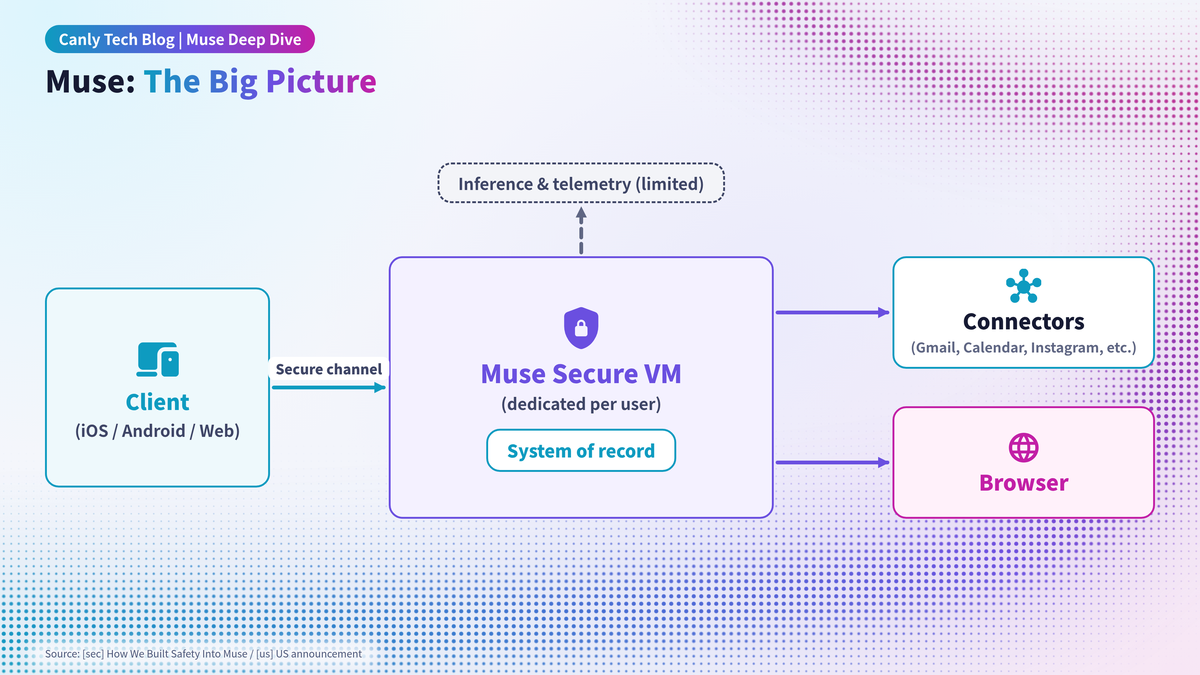 Canly Tech Blog | Muse Deep Dive
Muse: The Big Picture
Inference & telemetry (limited)
Client
(iOS / Android / Web)
Secure channel
Muse Secure VM
(dedicated per user)
System of record
Connectors
(Gmail, Calendar, Instagram, etc.)
Browser
Source: [sec] How We Built Safety Into Muse / [us] US announcement